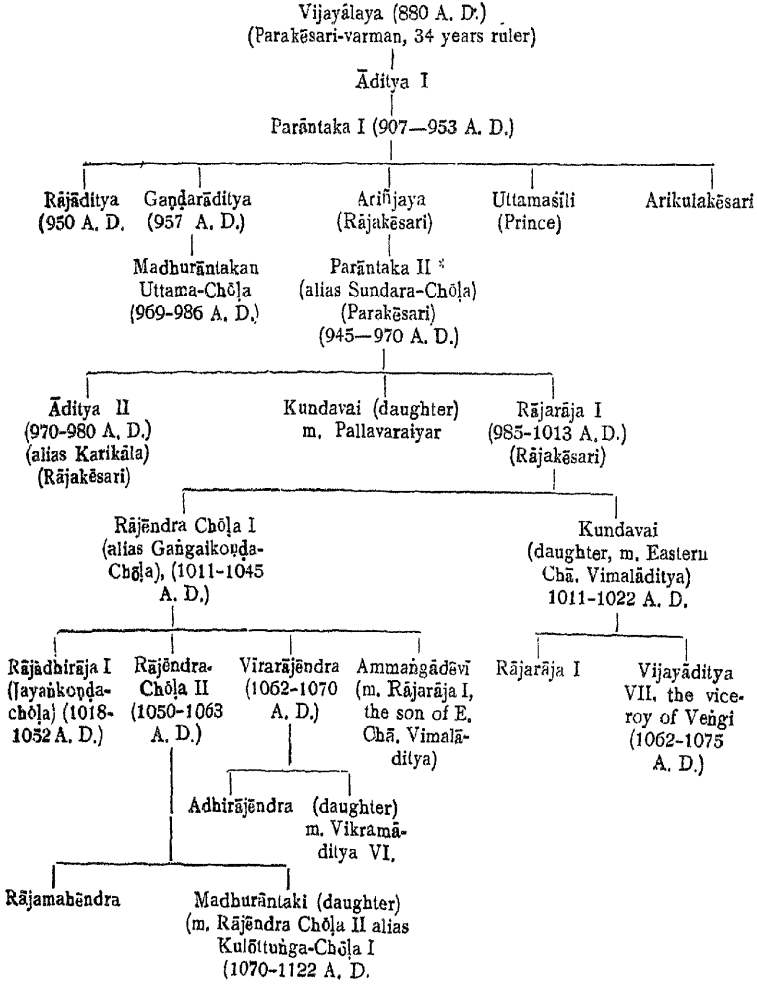 Vijayālaya (880 A. D.)
(Parakēsari-varman, 34 years ruler)
Āditya I
Parāntaka I (907—953 A. D.)
Rājāditya
(950 A. D.
Gaṇḍarāditya
(957 A. D.)
Ariñjaya
(Rājakēsari)
Uttamaśīli
(Prince)
Arikulakēsari
Madhurāntakan
Uttama-Chōḷa
(969-986 A. D.)
Parāntaka II *
(alias Sundara-Chōḷa)
(Parakēsari)
(945—970 A. D.)
Āditya II
(970-980 A. D.)
(alias Karikāla)
(Rājakēsari)
Kundavai (daughter)
m. Pallavaraiyar
Rājarāja I
(985-1013 A. D.)
(Rājakēsari)
Rājēndra Chōḷa I
(alias Gaṅgaikoṇḍa-
Chōḷa), (1011-1045
A. D.)
Kundavai
(daughter, m. Eastern
Chā. Vimalāditya)
1011-1022 A. D.
Rājādhirāja I
(Jayaṅkoṇḍa-
chōḷa) (1018-
1052 A. D.)
Rājēndra-
Chōḷa II
(1050-1063
A. D.)
Virarājēndra
(1062-1070
A. D.)
Ammaṅgādēvī
(m. Rājarāja I,
the son of E.
Chā. Vimalā-
ditya)
Rājarāja I
Vijayāditya
VII, the vice-
roy of Veṅgi
(1062-1075
A. D.)
Adhirājēndra
(daughter)
m. Vikramā-
ditya VI.
Rājamahēndra
Madhurāntaki (daughter)
(m. Rājēndra Chōḷa II alias
Kulōttuṅga-Chōḷa I
(1070-1122 A. D.